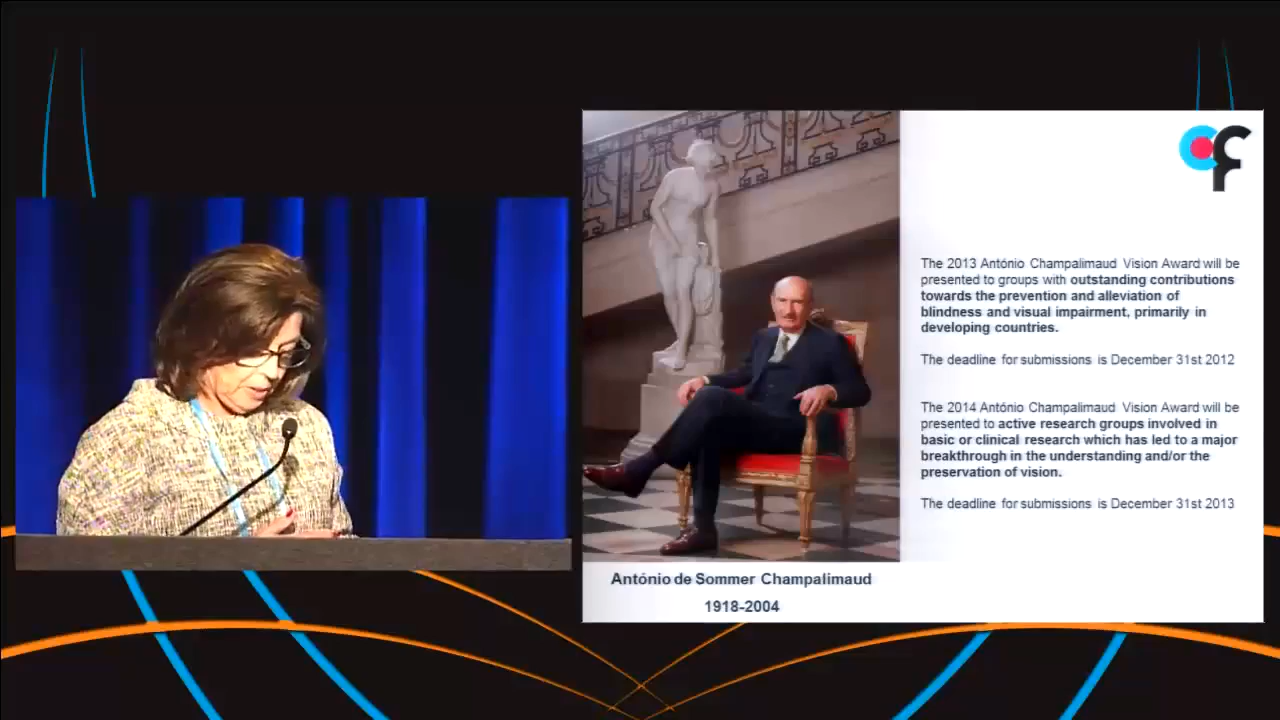 cf
The 2013 António Champalimaud Vision Award will be
presented to groups with outstanding contributions
towards the prevention and alleviation of
blindness and visual impairment, primarily in
developing countries.
The deadline for submissions is December 31st 2012
The 2014 António Champalimaud Vision Award will be
presented to active research groups involved in
basic or clinical research which has led to a major
breakthrough in the understanding and/or the
preservation of vision.
The deadline for submissions is December 31st 2013
António de Sommer Champalimaud
1918-2004